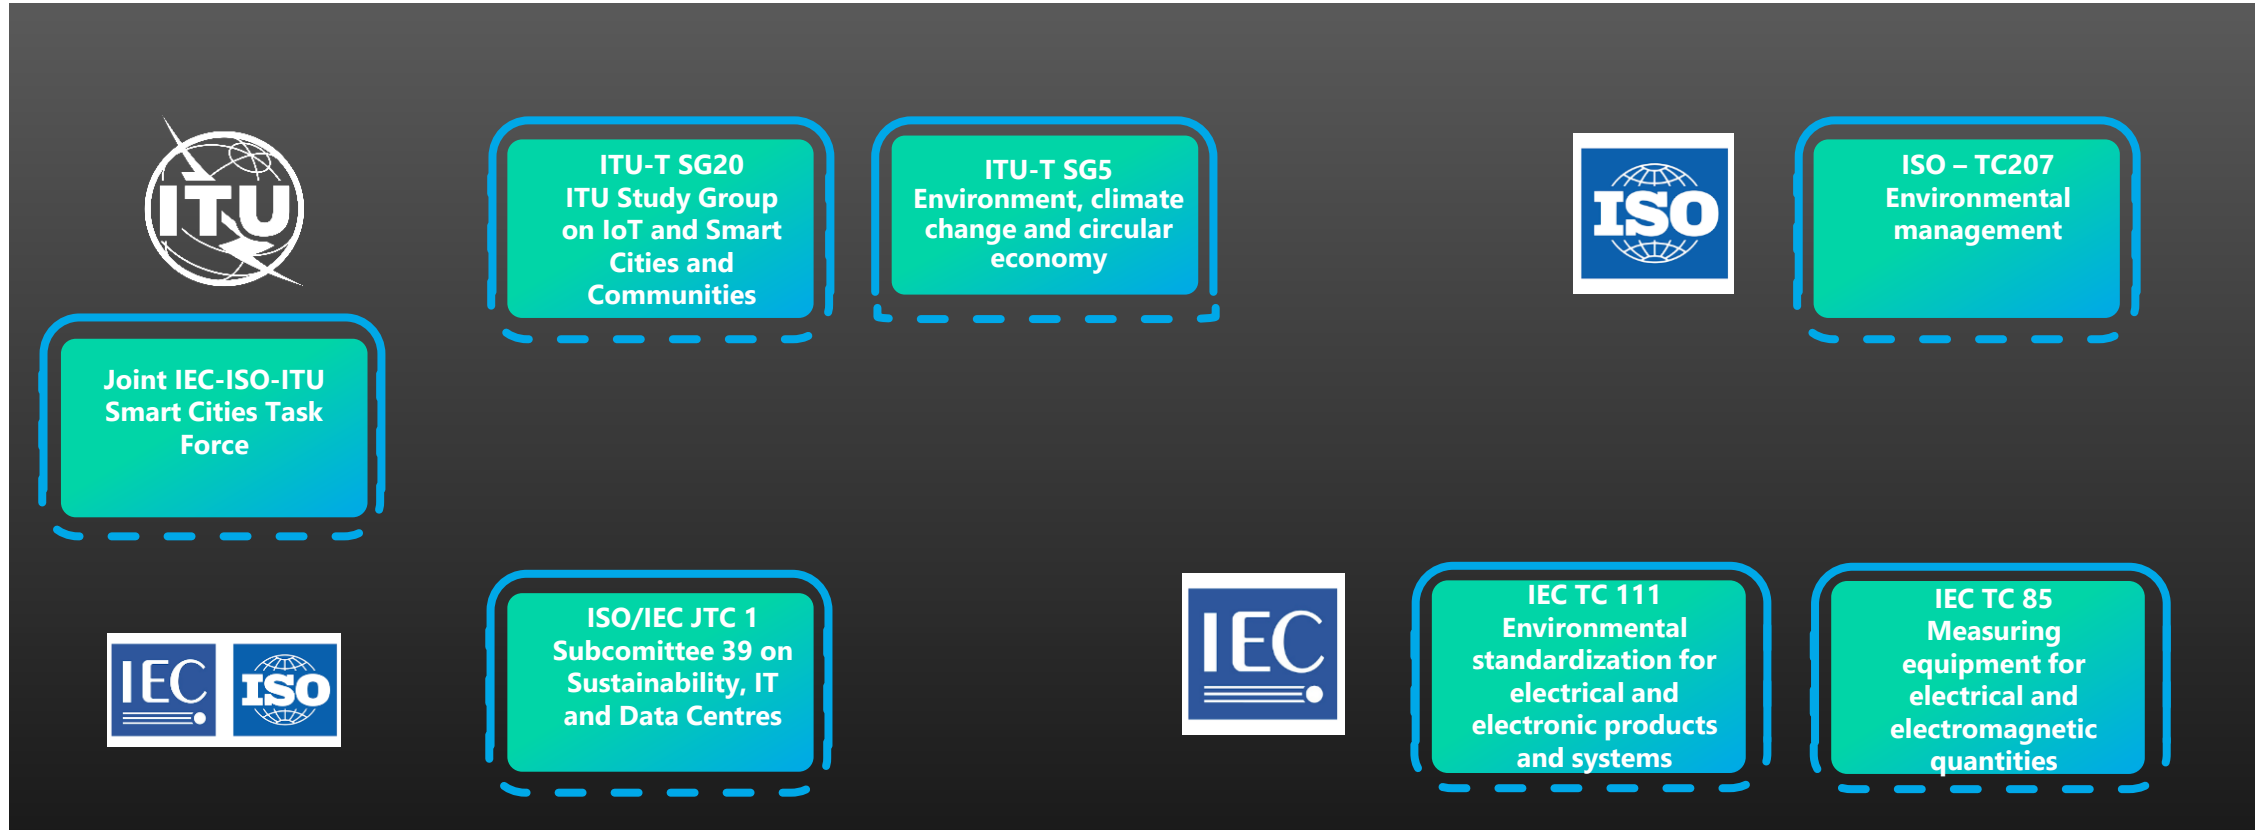 ITU
ITU-T SG20
ITU Study Group
on IoT and Smart
Cities and
Communities
ITU-T SG5
Environment, climate
change and circular
economy
ISO
ISO – TC207
Environmental
management
Joint IEC-ISO-ITU
Smart Cities Task
Force
IEC
ISO
ISO/IEC JTC 1
Subcomittee 39 on
Sustainability, IT
and Data Centres
IEC
IEC TC 111
Environmental
standardization for
electrical and
electronic products
and systems
IEC TC 85
Measuring
equipment for
electrical and
electromagnetic
quantities